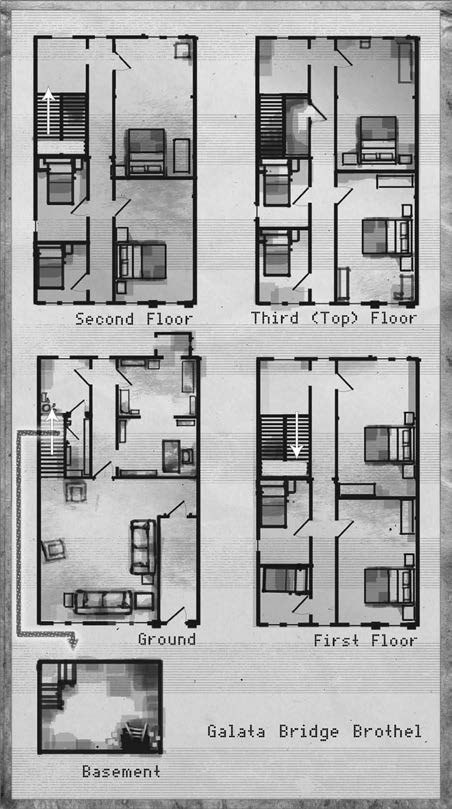 Second Floor
Third (Top) Floor
Ground
First Floor
Galata Bridge Brothel
Basement